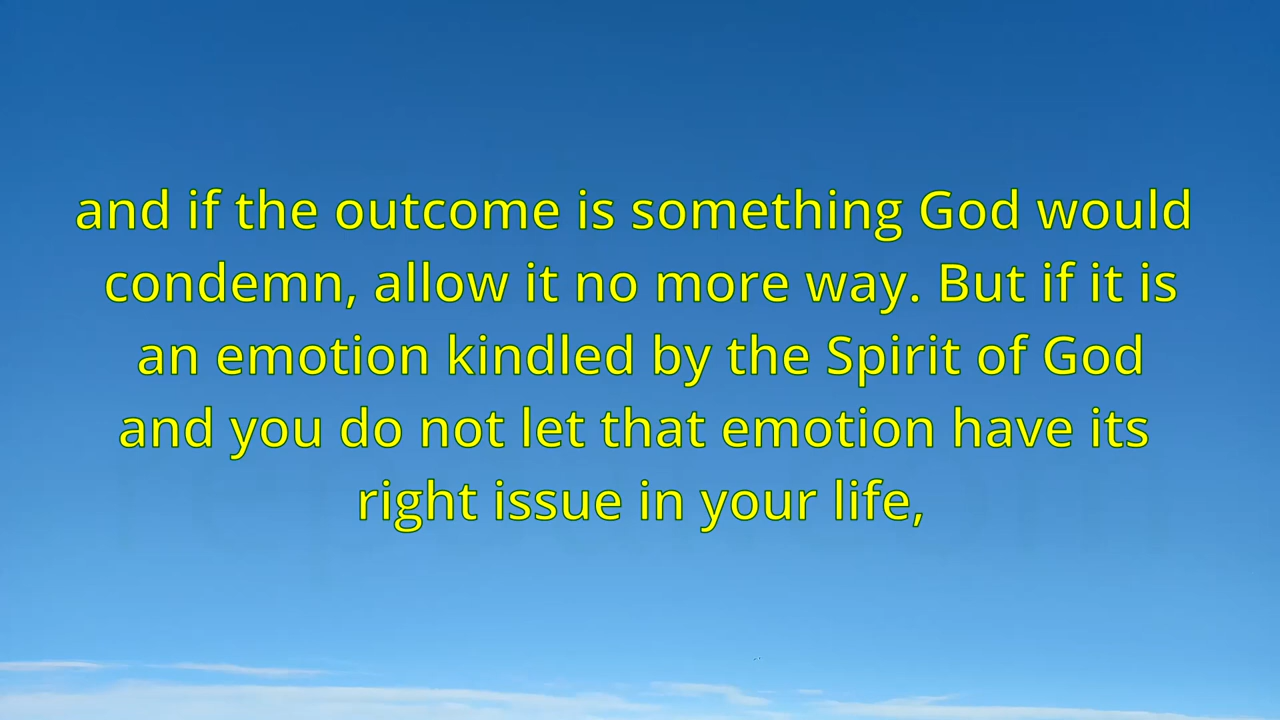 and if the outcome is something God would
condemn, allow it no more way. But if it is
an emotion kindled by the Spirit of God
and you do not let that emotion have its
right issue in your life,